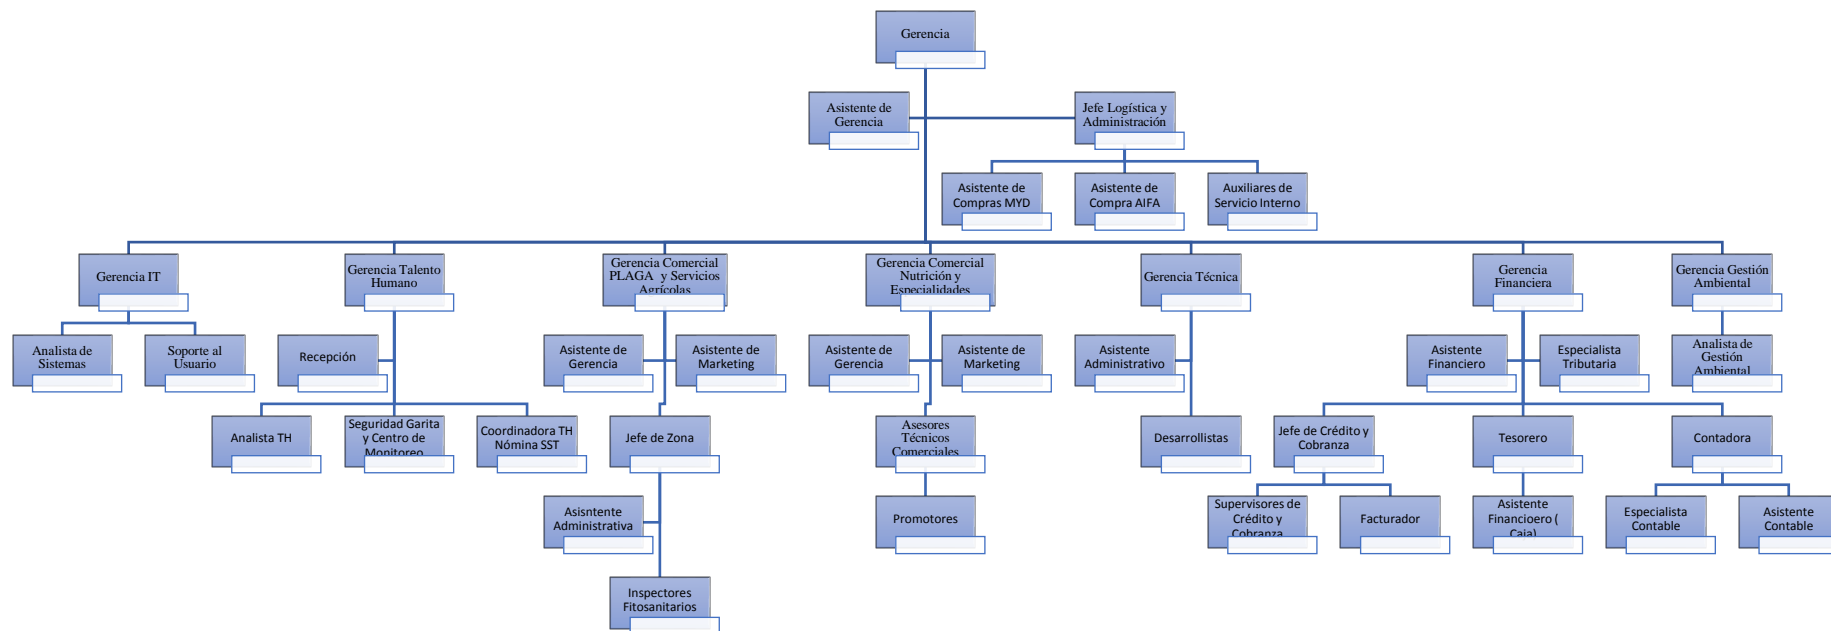 Gerencia
Asistente de
Gerencia
Jefe Logística y
Administración
Asistente de
Compras MYD
Asistente de
Compra AIFA
Auxiliares de
Servicio Interno
Gerencia IT
Gerencia Talento
Humano
Gerencia Comercial
PLAGA y Servicios
Agrícolas
Gerencia Comercial
Nutrición y
Especialidades
Gerencia Técnica
Gerencia
Financiera
Gerencia Gestión
Ambiental
Analista de
Sistemas
Soporte al
Usuario
Recepción
Asistente de
Gerencia
Asistente de
Marketing
Asistente de
Gerencia
Asistente de
Marketing
Asistente
Administrativo
Asistente
Financiero
Especialista
Tributaria
Analista de
Gestión
Ambiental
Analista TH
Seguridad Garita
y Centro de
Monitoreo
Coordinadora TH
Nómina SST
Jefe de Zona
Asesores
Técnicos
Comerciales
Desarrollistas
Jefe de Crédito y
Cobranza
Tesorero
Contadora
Asisntente
Administrativa
Promotores
Supervisores de
Crédito y
Cobranza
Facturador
Asistente
Financioero (
Caja)
Especialista
Contable
Asistente
Contable
Inspectores
Fitosanitarios